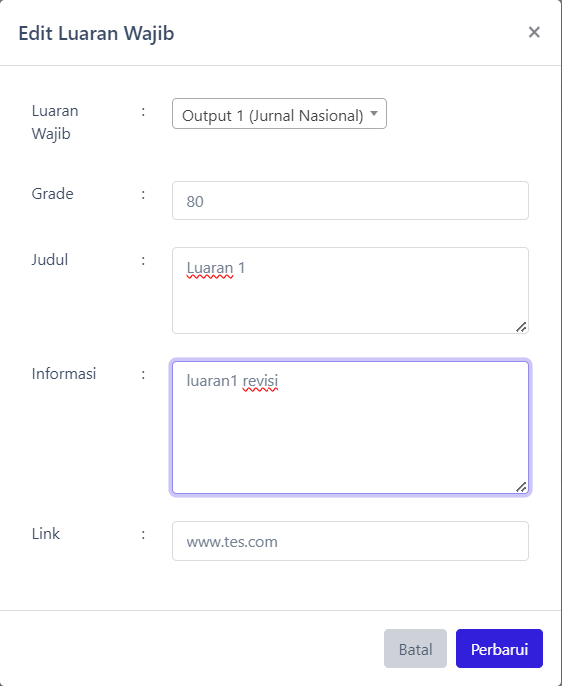 Edit Luaran Wajib ×
Luaran Wajib : Output 1 (Jurnal Nasional)
Grade : 80
Judul : Luaran 1
Informasi : luaran1 revisi
Link : www.tes.com
Batal Perbarui